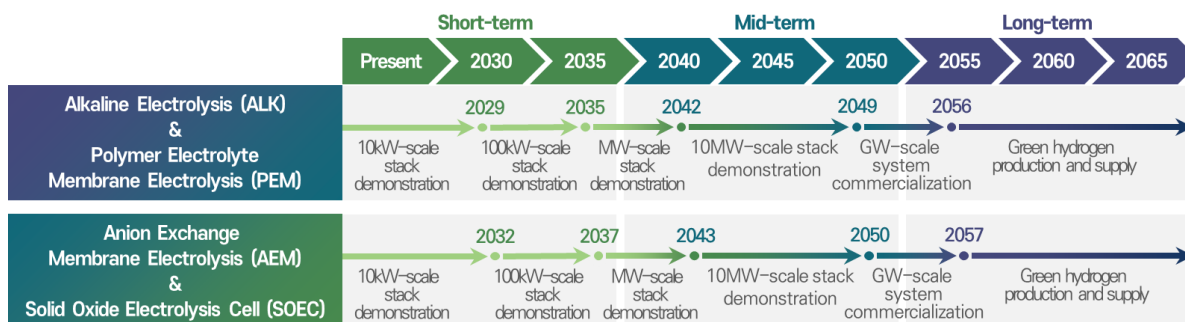 Short-term
Mid-term
Long-term
Present
2030
2035
2040
2045
2050
2055
2060
2065
Alkaline Electrolysis (ALK)
&
Polymer Electrolyte
Membrane Electrolysis (PEM)
2029
2035
2042
2049
2056
10kW-scale
stack
demonstration)
100kW-scale
stack
demonstration)
MW-scale
stack
demonstration)
10MW-scale stack
demonstration)
GW-scale
system
commercialization)
Green hydrogen
production and supply)
Anion Exchange
Membrane Electrolysis (AEM)
&
Solid Oxide Electrolysis Cell (SOEC)
2032
2037
2043
2050
2057
10kW-scale
stack
demonstration)
100kW-scale
stack
demonstration)
MW-scale
stack
demonstration)
10MW-scale stack
demonstration)
GW-scale
system
commercialization)
Green hydrogen
production and supply)